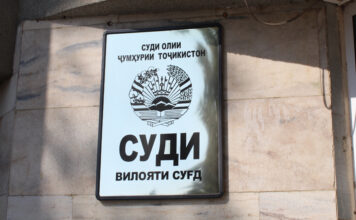 СУДИ ОЛИИ
ҶУМҲУРИИ ТОҶИКИСТОН
СУДИ
ВИЛОЯТИ СУҒД